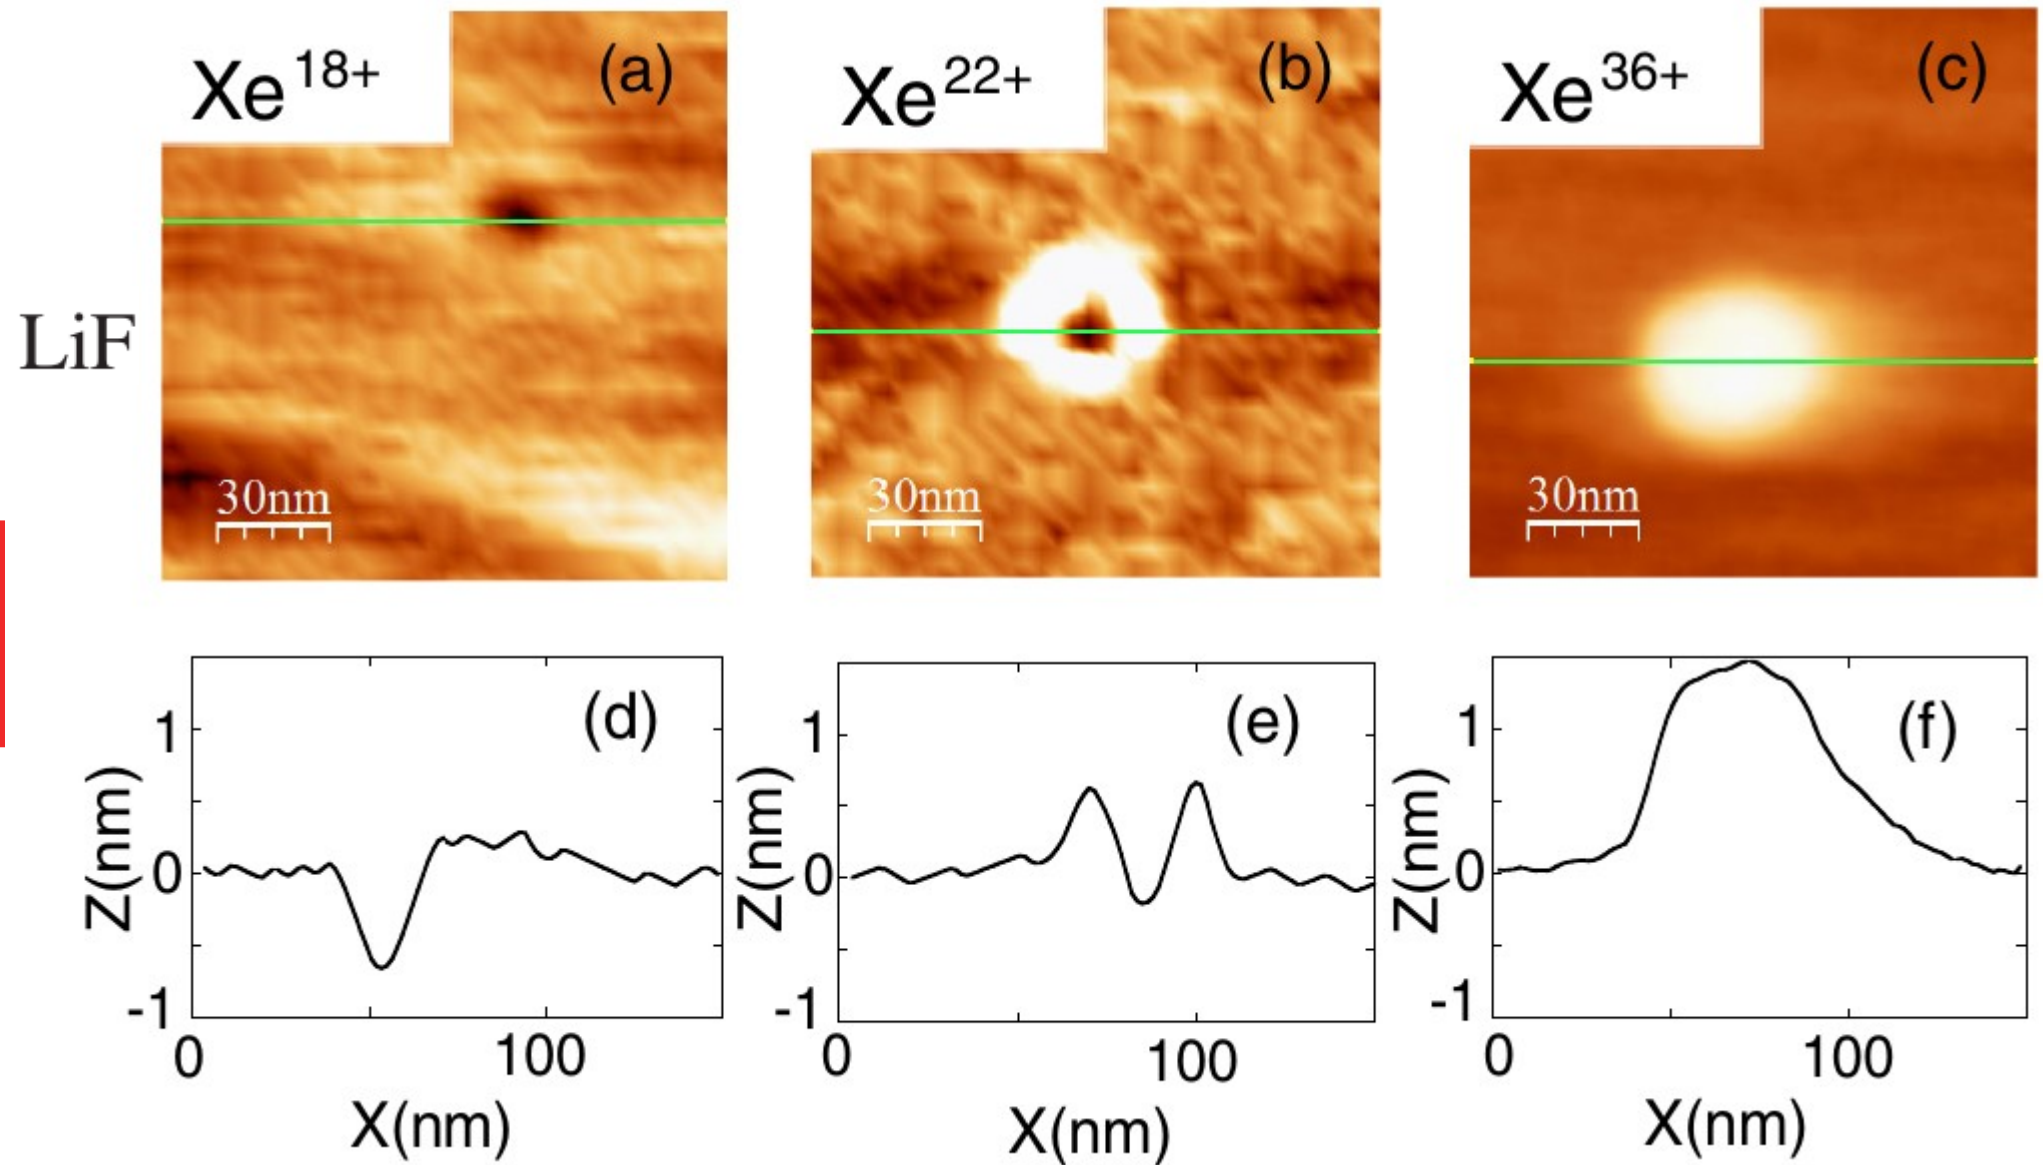 Xe18+ (a)
Xe22+ (b)
Xe36+ (c)
LiF
30nm
30nm
30nm
(d)
1
0
-1
Z(nm)
0 100
X(nm)
(e)
1
0
-1
Z(nm)
0 100
X(nm)
(f)
1
0
-1
Z(nm)
0 100
X(nm)